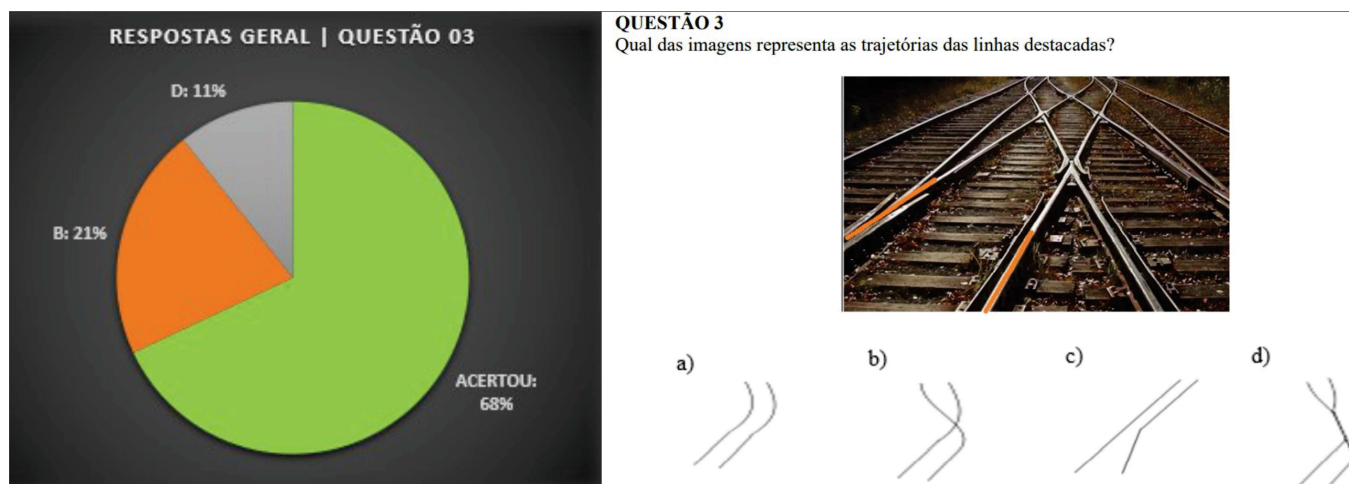 RESPOSTAS GERAL | QUESTÃO 03
D: 11%
B: 21%
ACERTOU:
68%
QUESTÃO 3
Qual das imagens representa as trajetórias das linhas destacadas?
a)
b)
c)
d)